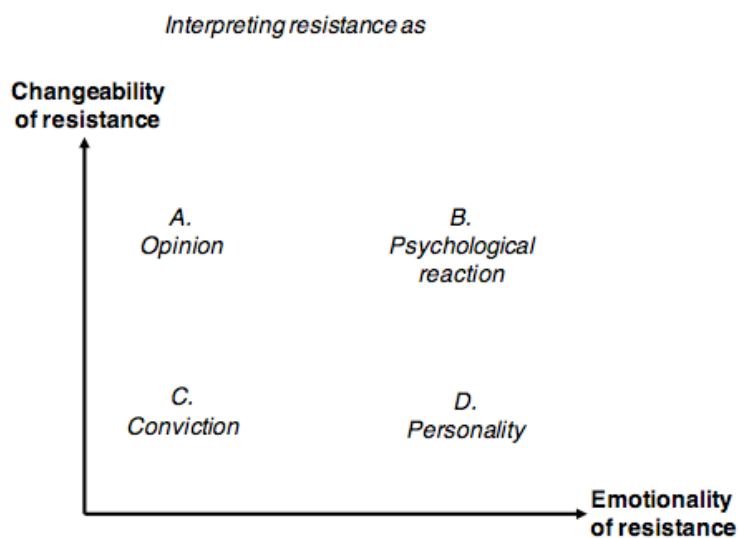 Interpreting resistance as
Changeability
of resistance
A.
Opinion
B.
Psychological
reaction
C.
Conviction
D.
Personality
Emotionality
of resistance